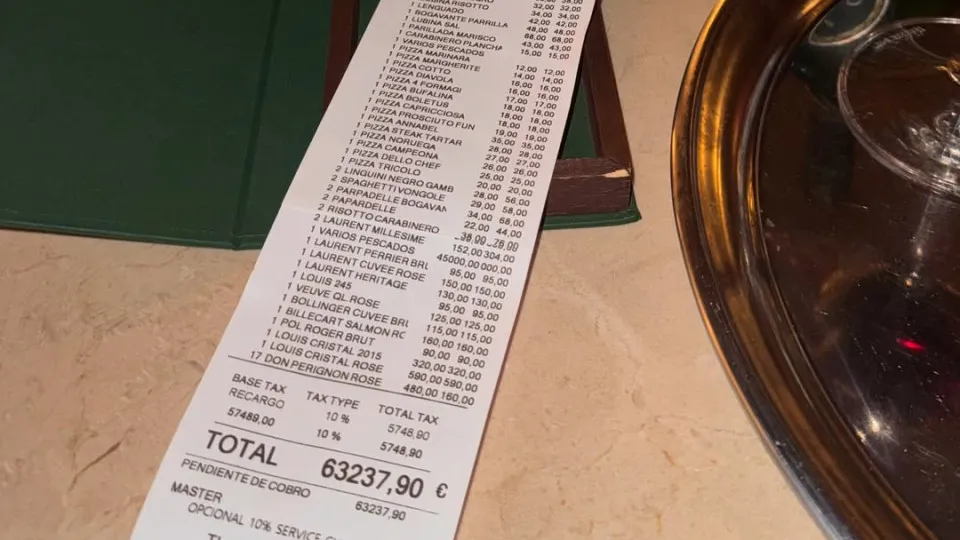 RISOTTO 32,00 32,00
1 LENGUADO 34,00 34,00
1 BOGAVANTE PARRILLA 42,00 42,00
1 LUBINA SAL 48,00 48,00
1 PARILLADA MARISCO 68,00 68,00
1 CARABINERO PLANCHA 43,00 43,00
1 VARIOS PESCADOS 15,00 15,00
1 PIZZA MARINARA 12,00 12,00
1 PIZZA MARGHERITE 14,00 14,00
1 PIZZA COTTO 16,00 16,00
1 PIZZA DIAVOLA 16,00 16,00
1 PIZZA 4 FORMAGI 17,00 17,00
1 PIZZA BUFALINA 18,00 18,00
1 PIZZA BOLETUS 18,00 18,00
1 PIZZA CAPRICCIOSA 18,00 18,00
1 PIZZA PROSCIUTO FUN 19,00 19,00
1 PIZZA ANNABEL 35,00 35,00
1 PIZZA STEAK TARTAR 28,00 28,00
1 PIZZA NORUEGA 27,00 27,00
1 PIZZA CAMPEONA 26,00 26,00
1 PIZZA DELLO CHEF 25,00 25,00
1 PIZZA TRICOLO 20,00 20,00
2 LINGUINI NEGRO GAMB 28,00 56,00
2 SPAGHETTI VONGOLE 29,00 58,00
2 PARPADELLE BOGAVAN 34,00 68,00
2 PAPARDELLE 22,00 44,00
2 RISOTTO CARABINERO 38,00 76,00
2 LAURENT MILLESIME 152,00 304,00
1 VARIOS PESCADOS 45000,00 000,00
1 LAURENT PERRIER BRU 95,00 95,00
1 LAURENT CUVEE ROSE 150,00 150,00
1 LAURENT HERITAGE 130,00 130,00
1 LOUIS 245 95,00 95,00
1 VEUVE QL.ROSE 125,00 125,00
1 BOLLINGER CUVEE BRU 115,00 115,00
1 BILLECART SALMON RO 160,00 160,00
1 POL ROGER BRUT 90,00 90,00
1 LOUIS CRISTAL 2015 320,00 320,00
1 LOUIS CRISTAL ROSE 590,00 590,00
17 DON PERIGNON ROSE 480,00 160,00
BASE TAX TAX TYPE TOTAL TAX
RECARGO 10 % 5748,90
57489,00 10 % 5748,90
TOTAL 63237,90 €
PENDIENTE DE COBRO 63237,90
MASTER
OPCIONAL 10% SERVICE